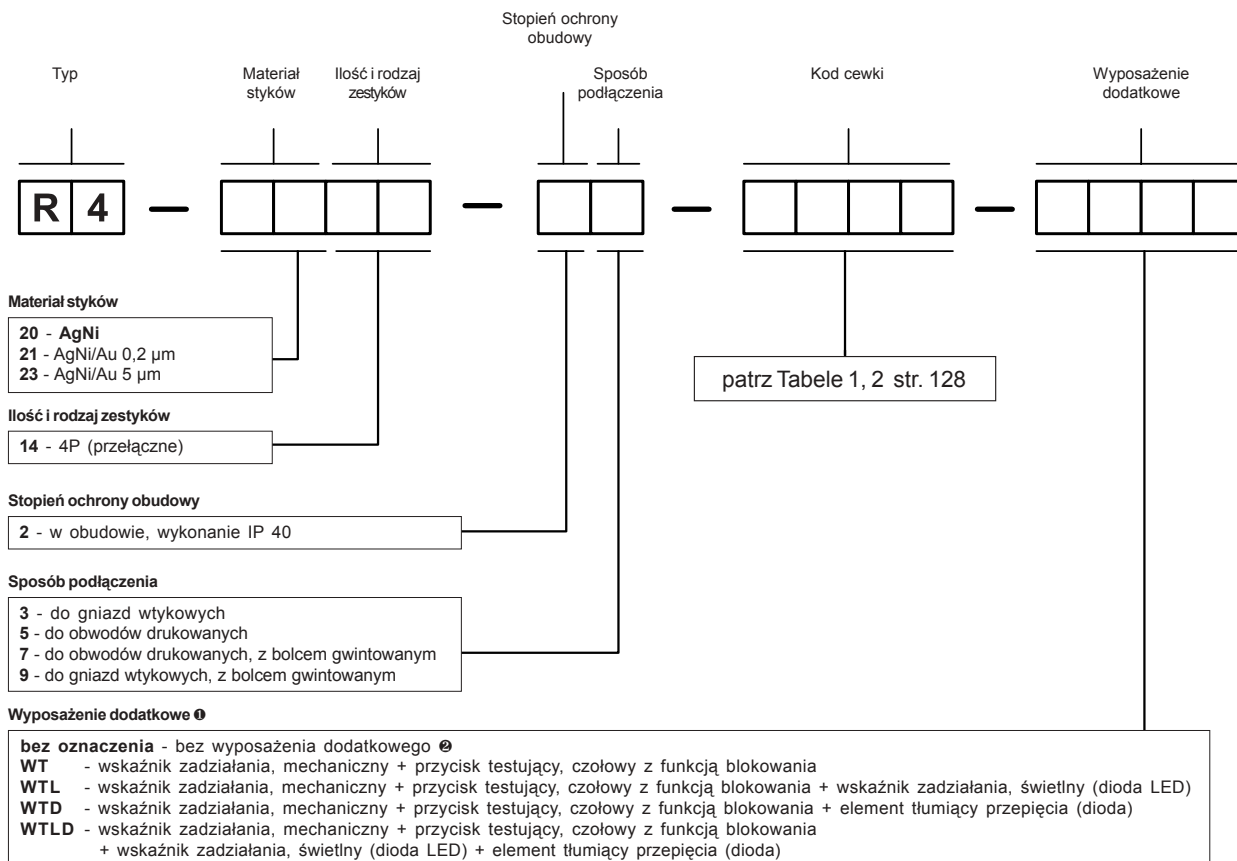 Stopień ochrony
obudowy
Typ
Materiał
styków
Ilość i rodzaj
zestyków
Sposób
podłączenia
Kod cewki
Wyposażenie
dodatkowe
R 4 – – – –
Materiał styków
20 - AgNi
21 - AgNi/Au 0,2 µm
23 - AgNi/Au 5 µm
patrz Tabele 1, 2 str. 128
Ilość i rodzaj zestyków
14 - 4P (przełączne)
Stopień ochrony obudowy
2 - w obudowie, wykonanie IP 40
Sposób podłączenia
3 - do gniazd wtykowych
5 - do obwodów drukowanych
7 - do obwodów drukowanych, z bolcem gwintowanym
9 - do gniazd wtykowych, z bolcem gwintowanym
Wyposażenie dodatkowe ❶
bez oznaczenia - bez wyposażenia dodatkowego ❷
WT - wskaźnik zadziałania, mechaniczny + przycisk testujący, czołowy z funkcją blokowania
WTL - wskaźnik zadziałania, mechaniczny + przycisk testujący, czołowy z funkcją blokowania + wskaźnik zadziałania, świetlny (dioda LED)
WTD - wskaźnik zadziałania, mechaniczny + przycisk testujący, czołowy z funkcją blokowania + element tłumiący przepięcia (dioda)
WTLD - wskaźnik zadziałania, mechaniczny + przycisk testujący, czołowy z funkcją blokowania
+ wskaźnik zadziałania, świetlny (dioda LED) + element tłumiący przepięcia (dioda)